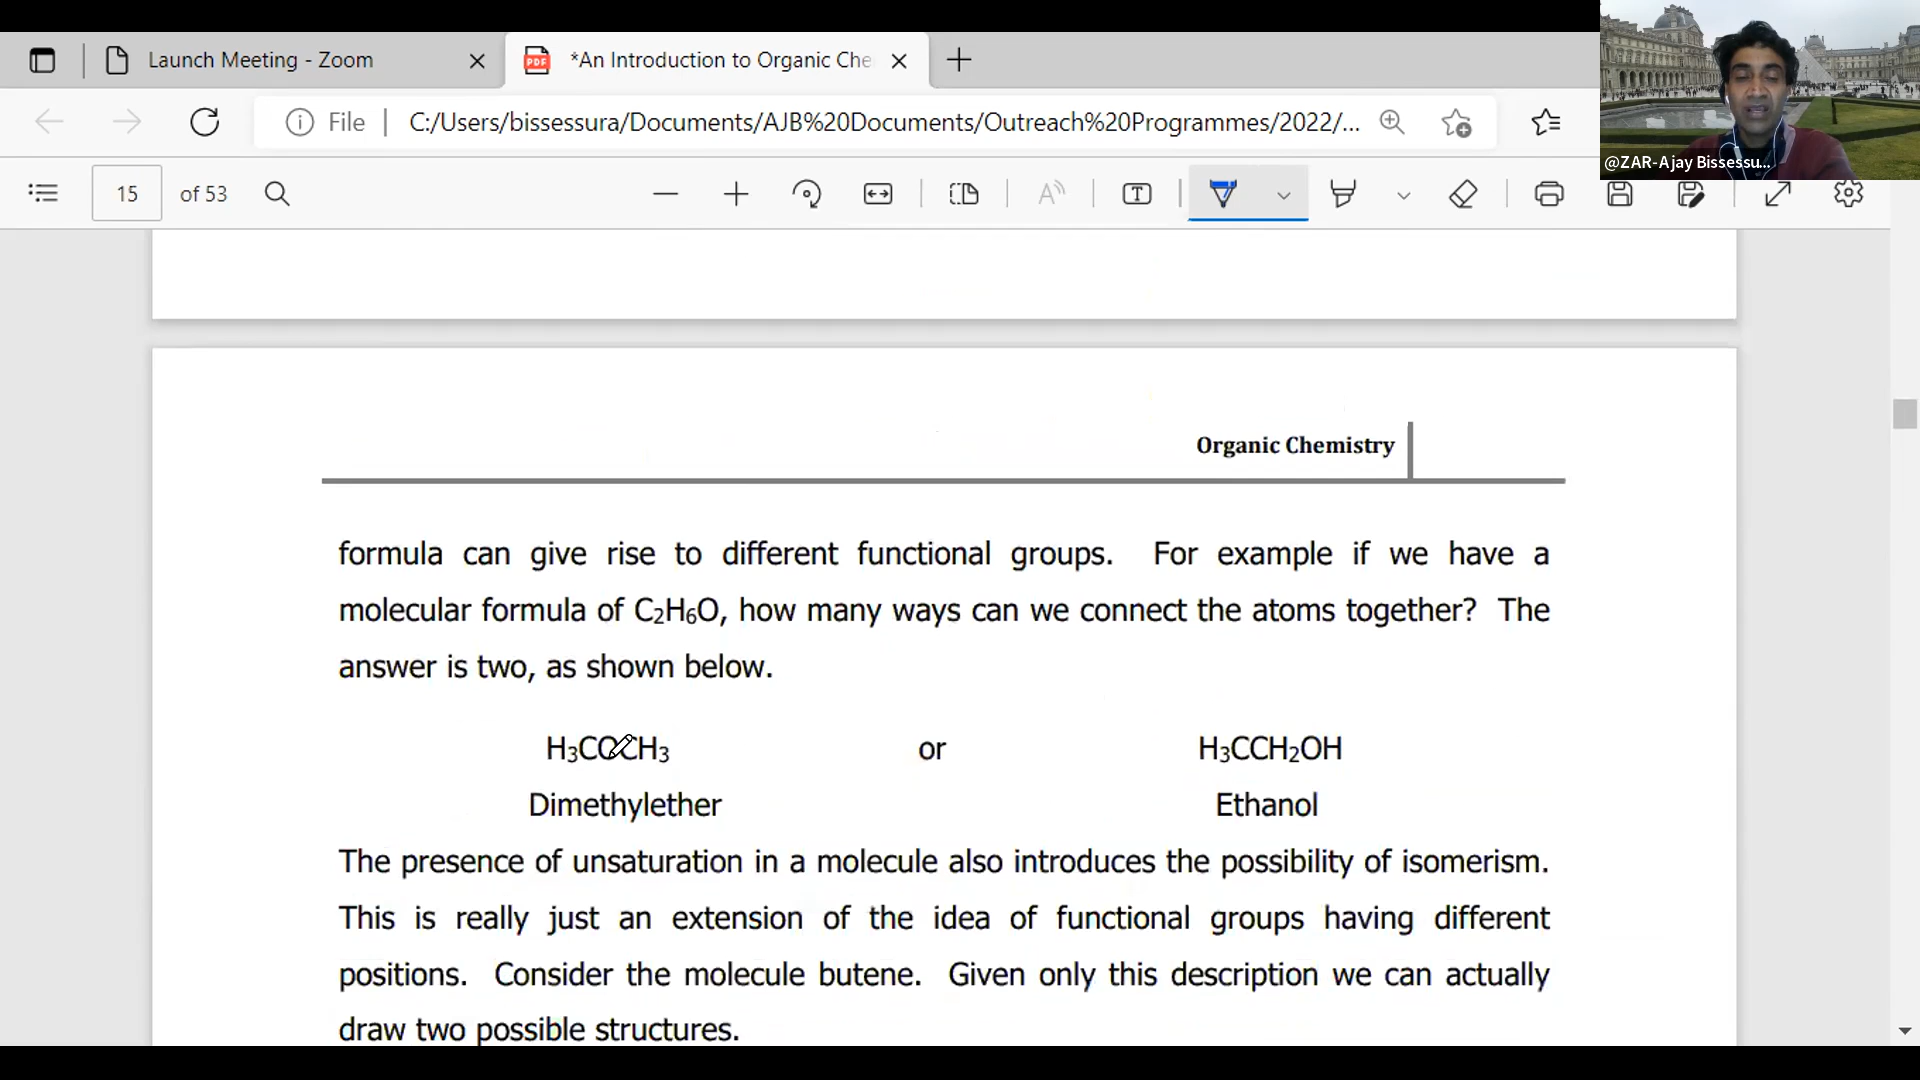 Launch Meeting - Zoom
*An Introduction to Organic Che
File
C:/Users/bissessura/Documents/AJB%20Documents/Outreach%20Programmes/2022/...
@ZAR-Ajay Bissessu...
15 of 53
Organic Chemistry
formula can give rise to different functional groups. For example if we have a
molecular formula of C₂H₆O, how many ways can we connect the atoms together? The
answer is two, as shown below.
H₃COCH₃ or H₃CCH₂OH
Dimethylether Ethanol
The presence of unsaturation in a molecule also introduces the possibility of isomerism.
This is really just an extension of the idea of functional groups having different
positions. Consider the molecule butene. Given only this description we can actually
draw two possible structures.